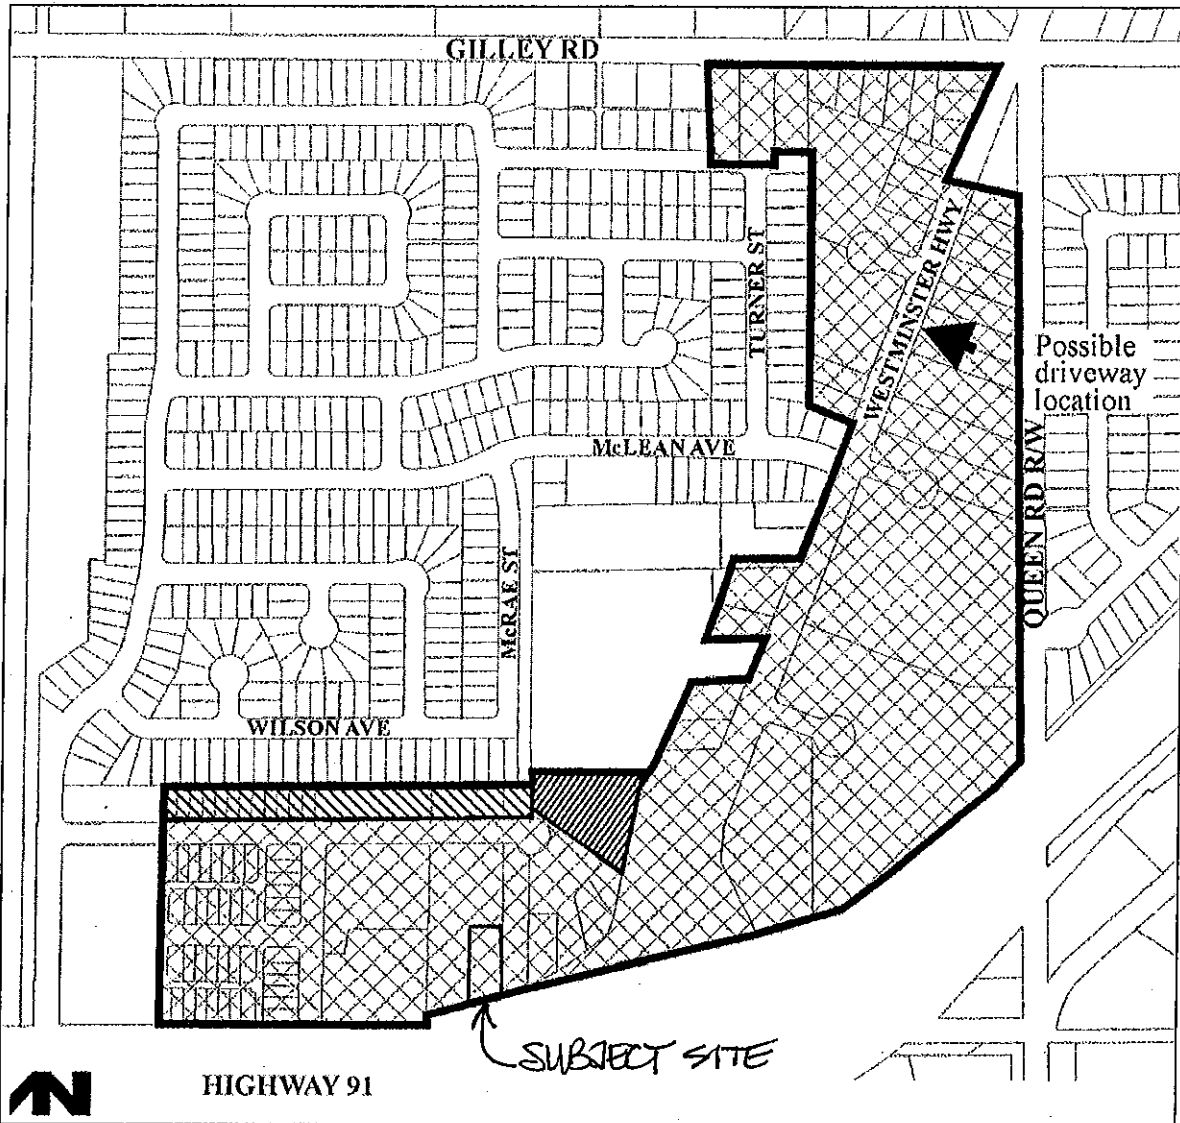 GILLEY RD
TURNER ST
WESTMINSTER HWY
Possible
driveway
location
McLEAN AVE
QUEEN RD R/W
McRAE ST
WILSON AVE
SUBJECT SITE
HIGHWAY 91
N